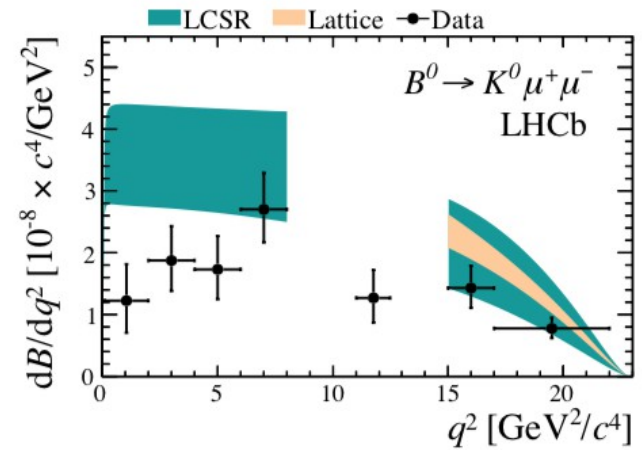 LCSR Lattice Data
B⁰ → K⁰μ⁺μ⁻
LHCb
dB/dq² [10⁻⁸ × c⁴/GeV²]
5
4
3
2
1
0
0 5 10 15 20
q² [GeV²/c⁴]